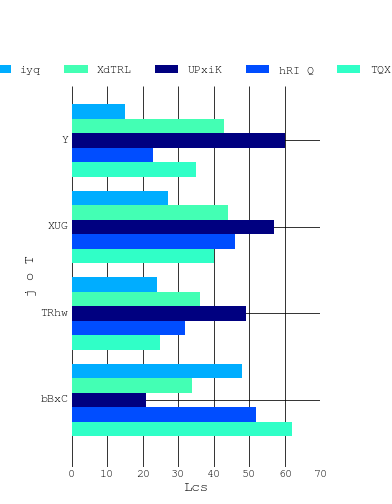 iyq XdTRL UPxiK hRI Q TQX
Y
XUG
TRhw
bBxC
j o T
0 10 20 30 40 50 60 70
Lcs